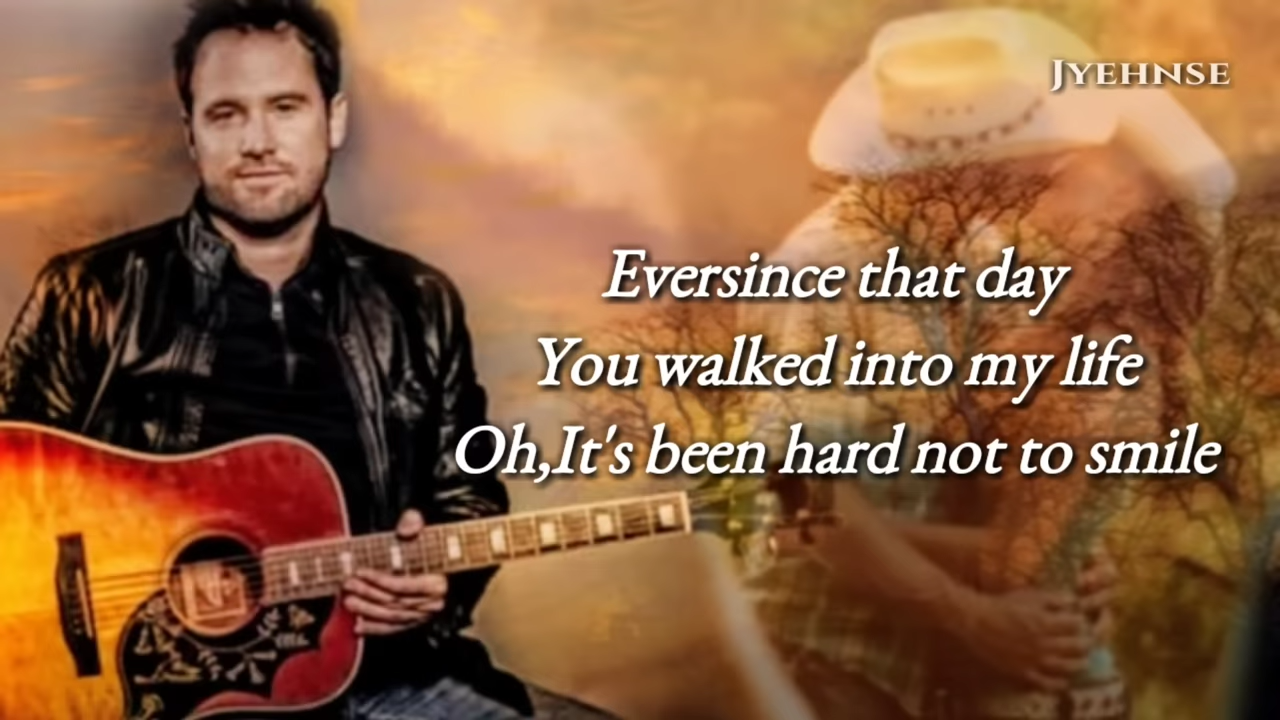 JYEHNSE
Eversince that day
You walked into my life
Oh,It's been hard not to smile